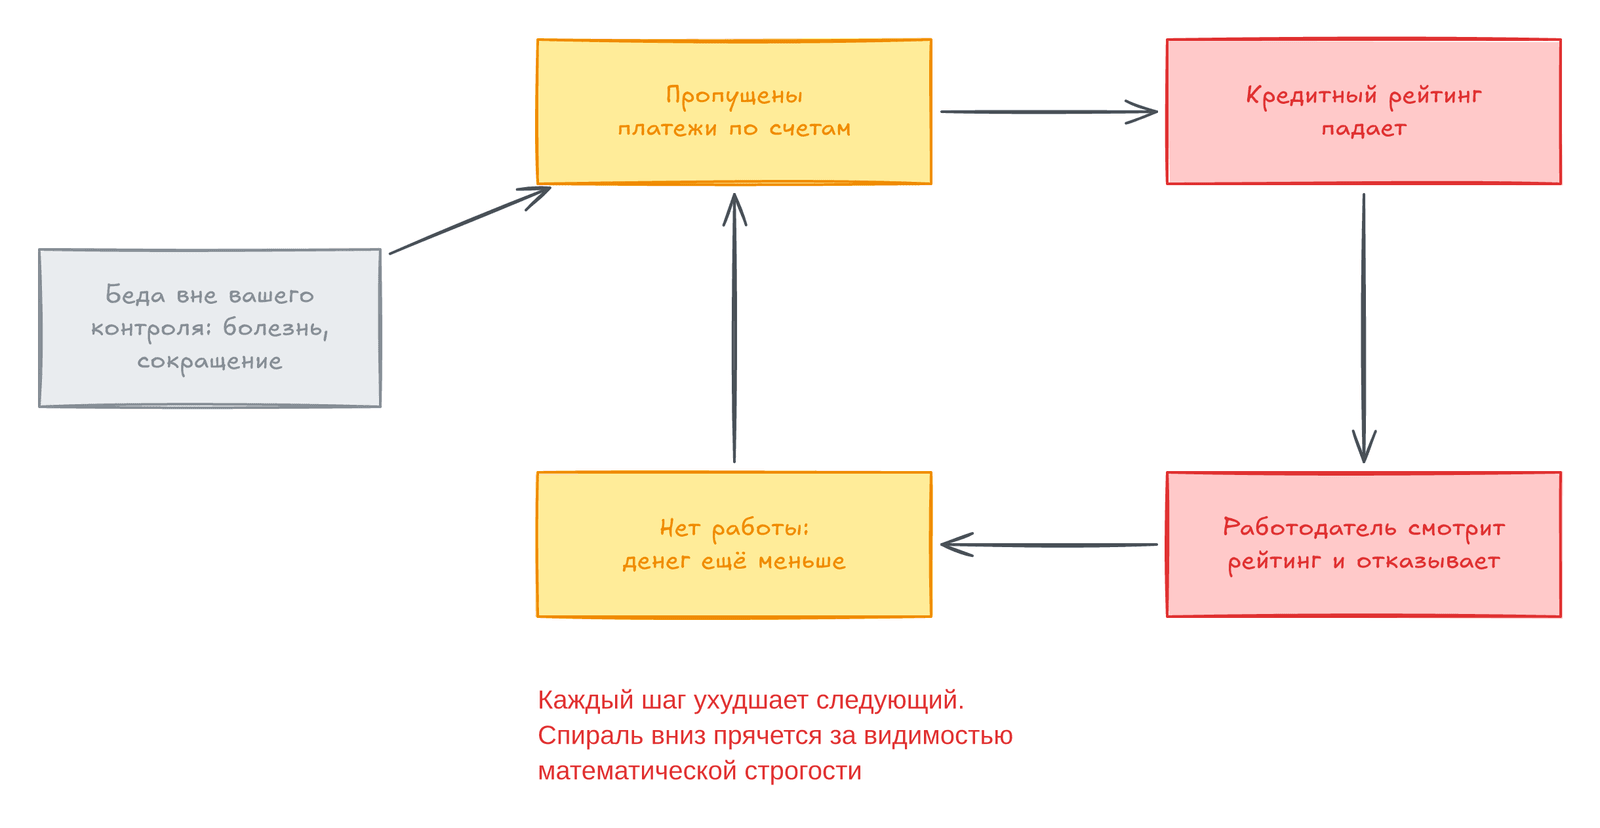 Пропущены
платежи по счетам
Кредитный рейтинг
падает
Беда вне вашего
контроля: болезнь,
сокращение
Нет работы:
денег ещё меньше
Работодатель смотрит
рейтинг и отказывает
Каждый шаг ухудшает следующий.
Спираль вниз прячется за видимостью
математической строгости